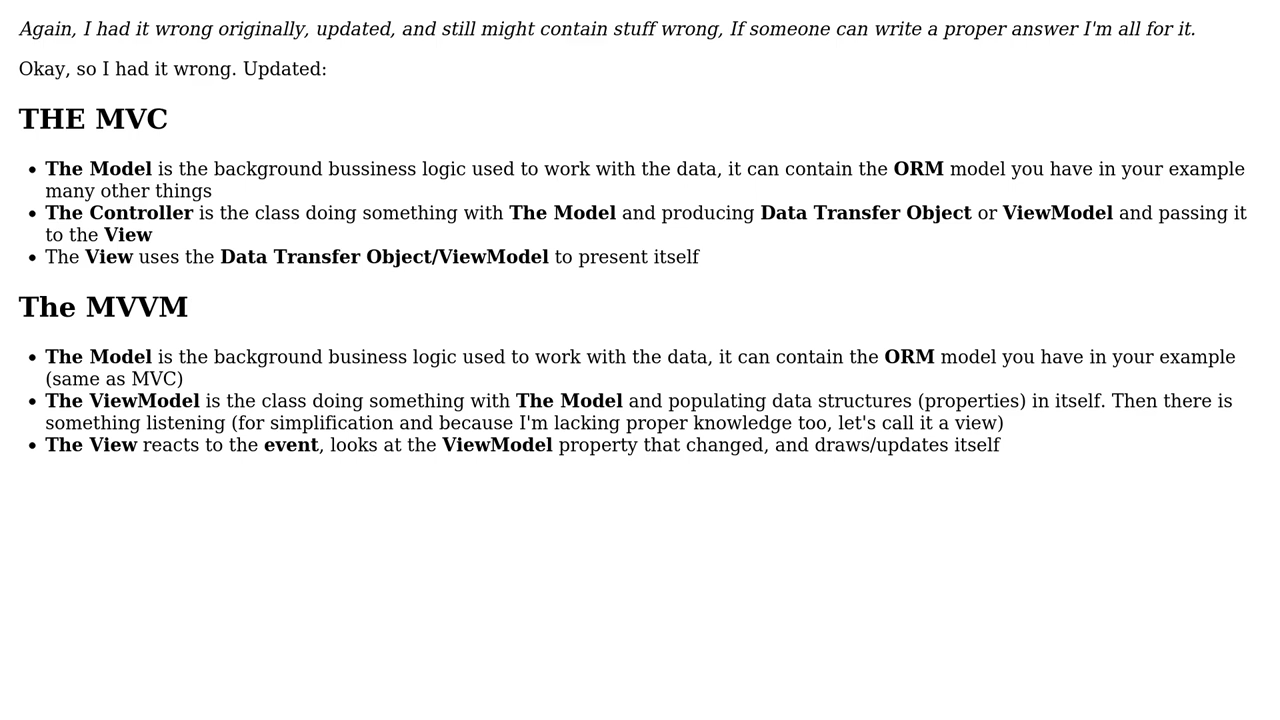 Again, I had it wrong originally, updated, and still might contain stuff wrong, If someone can write a proper answer I'm all for it.
Okay, so I had it wrong. Updated:
THE MVC
• The Model is the background bussiness logic used to work with the data, it can contain the ORM model you have in your example
many other things
• The Controller is the class doing something with The Model and producing Data Transfer Object or ViewModel and passing it
to the View
• The View uses the Data Transfer Object/ViewModel to present itself
The MVVM
• The Model is the background business logic used to work with the data, it can contain the ORM model you have in your example
(same as MVC)
• The ViewModel is the class doing something with The Model and populating data structures (properties) in itself. Then there is
something listening (for simplification and because I'm lacking proper knowledge too, let's call it a view)
• The View reacts to the event, looks at the ViewModel property that changed, and draws/updates itself